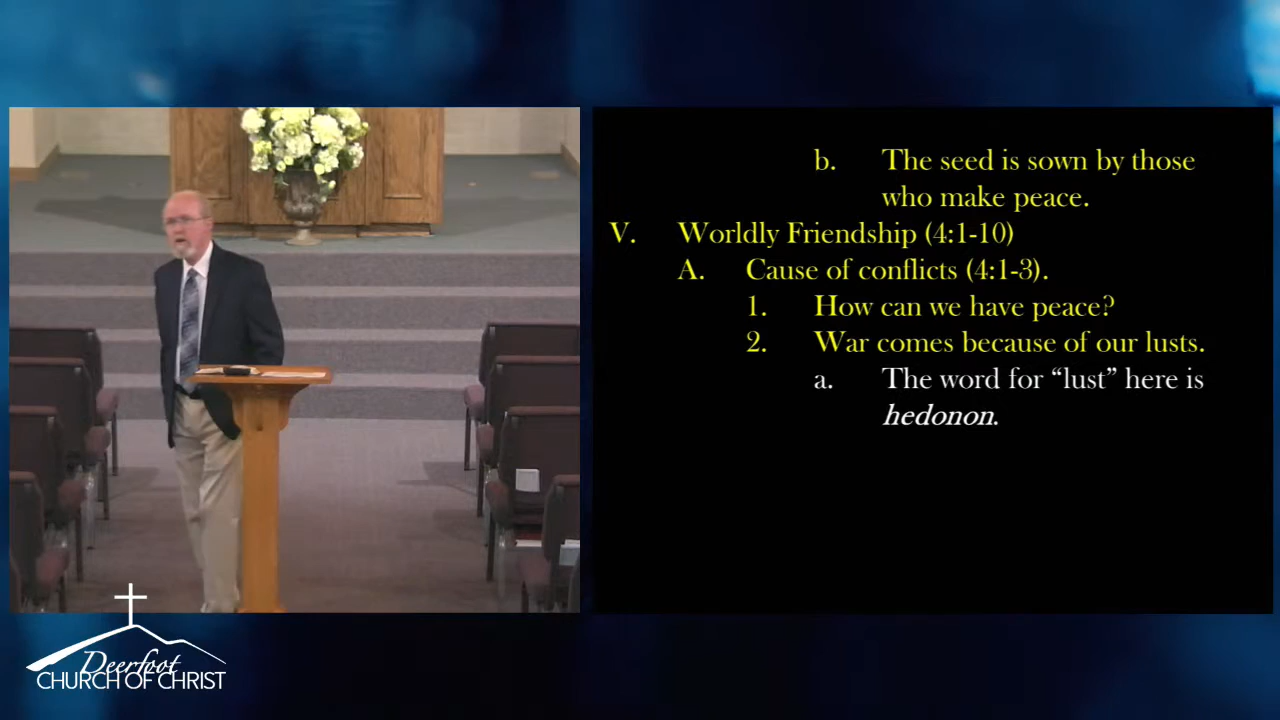 b. The seed is sown by those
who make peace.
V. Worldly Friendship (4:1-10)
A. Cause of conflicts (4:1-3).
1. How can we have peace?
2. War comes because of our lusts.
a. The word for “lust” here is
hedonon.
Deerfoot
CHURCH OF CHRIST